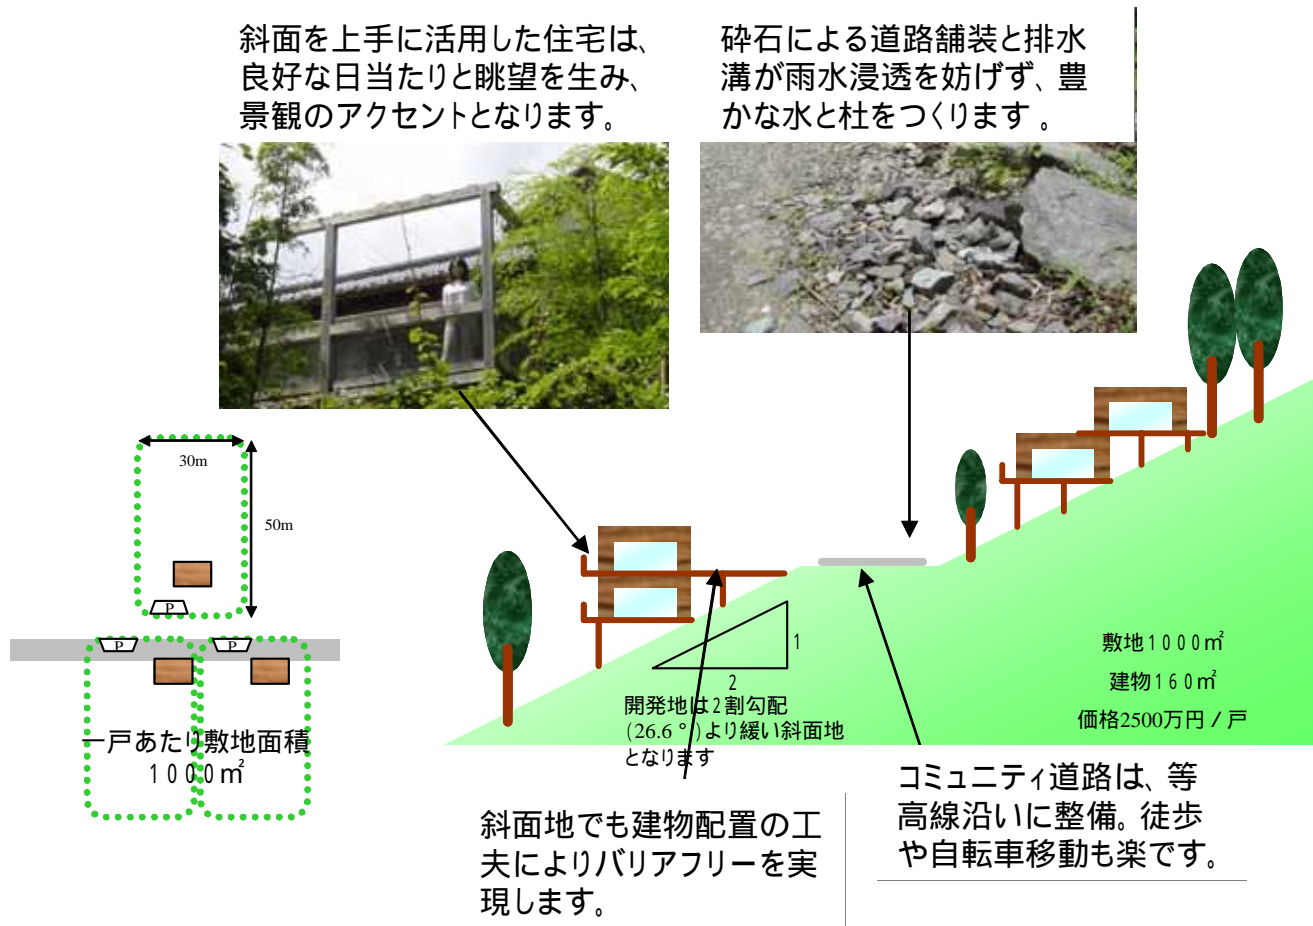 斜面を上手に活用した住宅は、
良好な日当たりと眺望を生み、
景観のアクセントとなります。
砕石による道路舗装と排水
溝が雨水浸透を妨げず、豊
かな水と杜をつくります。
30m
50m
P
P
P
一戸あたり敷地面積
1000㎡
1
2
開発地は2割勾配
(26.6°)より緩い斜面地
となります
敷地1000㎡
建物160㎡
価格2500万円/戸
斜面地でも建物配置の工
夫によりバリアフリーを実
現します。
コミュニティ道路は、等
高線沿いに整備。徒歩
や自転車移動も楽です。